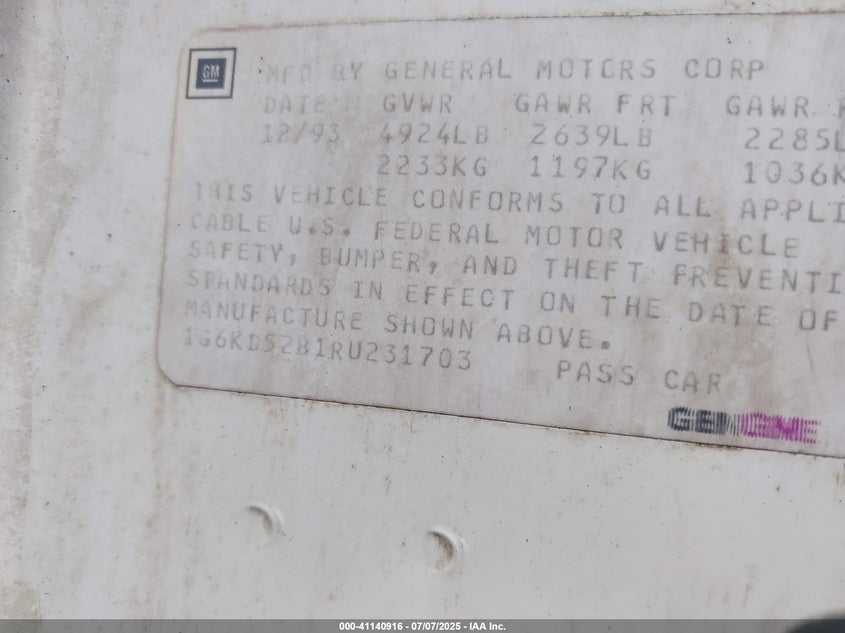 GM
MFD BY GENERAL MOTORS CORP
DATE GVWR GAWR FRT GAWR
12/93 4924LB 2639LB 2285L
2233KG 1197KG 1036K
THIS VEHICLE CONFORMS TO ALL APPLI
CABLE U.S. FEDERAL MOTOR VEHICLE
SAFETY, BUMPER, AND THEFT PREVENTI
STANDARDS IN EFFECT ON THE DATE OF
MANUFACTURE SHOWN ABOVE.
1G6KD52B1RU231703 PASS CAR
000-41140916 - 07/07/2025 - IAA Inc.